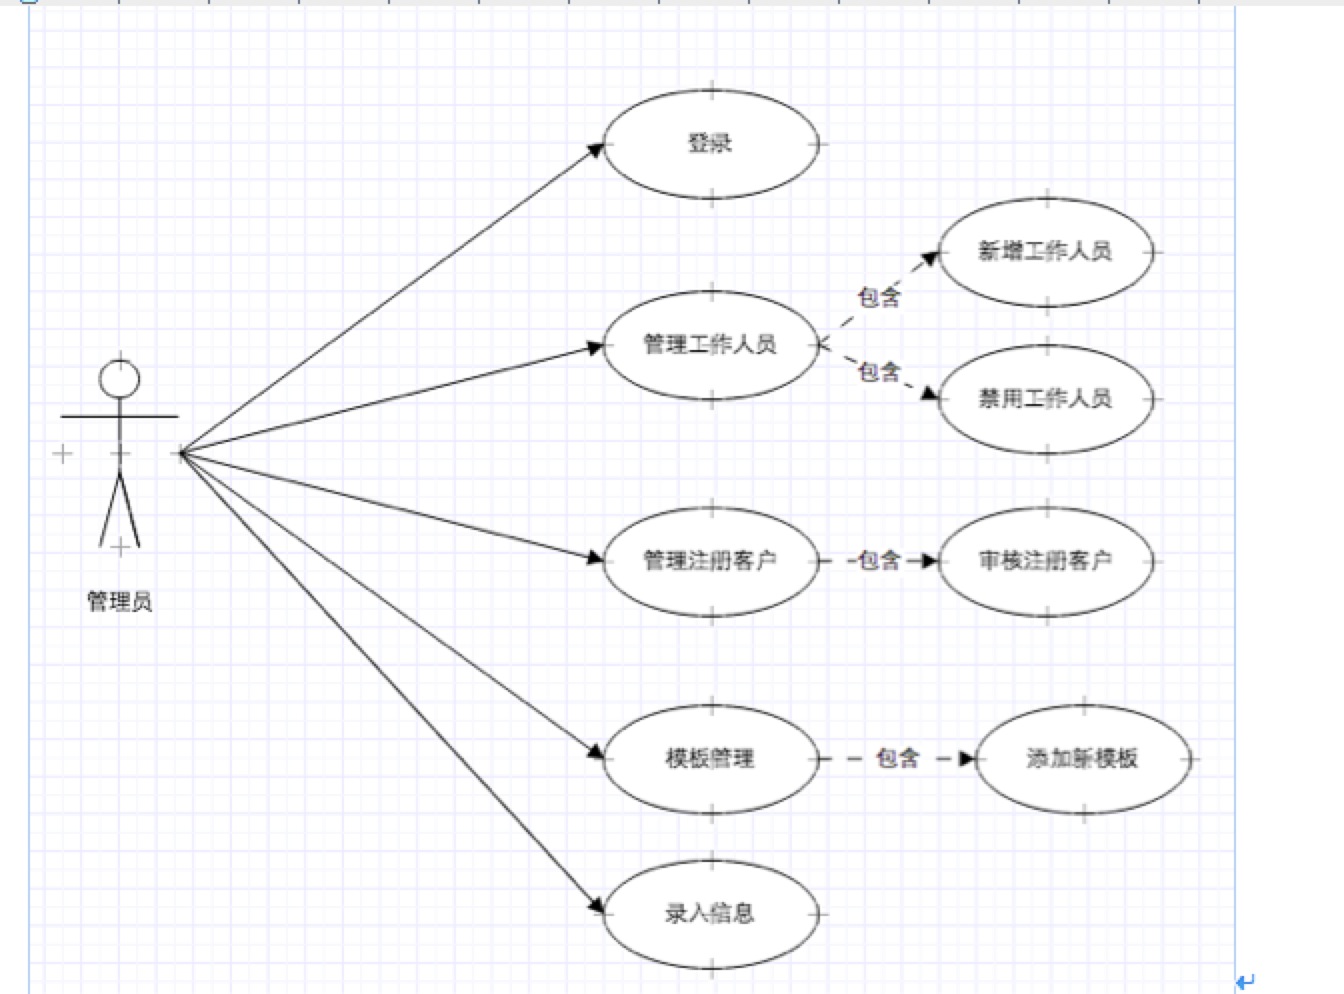 登录
新增工作人员
包含
管理工作人员
包含
禁用工作人员
管理注册客户
包含
审核注册客户
管理员
模板管理
包含
添加新模板
录入信息